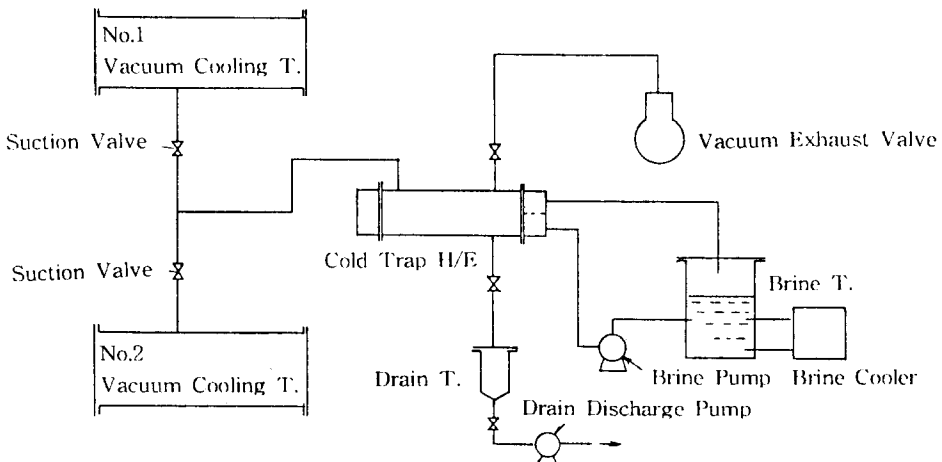 No.1
Vacuum Cooling T.
Suction Valve
Vacuum Exhaust Valve
Cold Trap H/E
Suction Valve
Brine T.
No.2
Vacuum Cooling T.
Drain T.
Brine Pump
Brine Cooler
Drain Discharge Pump